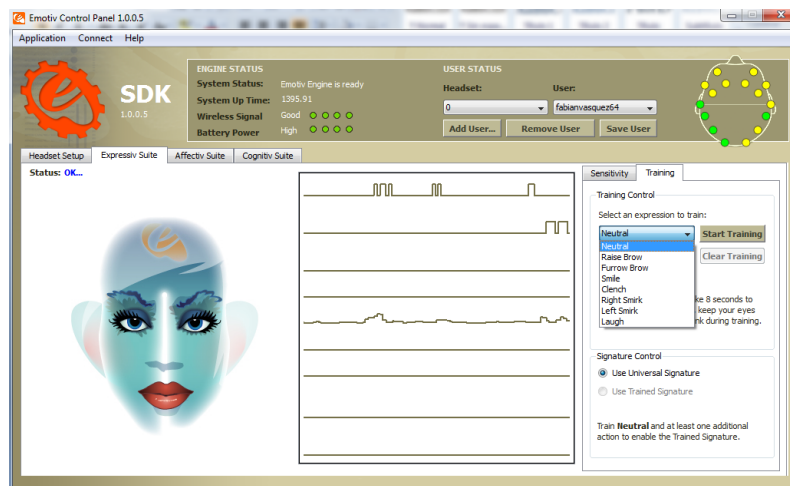 Emotiv Control Panel 1.0.0.5
Application Connect Help
SDK
1.0.0.5
ENGINE STATUS
System Status: Emotiv Engine is ready
System Up Time: 1395.91
Wireless Signal Good
Battery Power High
USER STATUS
Headset: User:
0 fabianvasquez64
Add User... Remove User Save User
Headset Setup Expressiv Suite Affectiv Suite Cognitiv Suite
Status: OK...
Sensitivity Training
Training Control
Select an expression to train:
Neutral Start Training
Neutral
Raise Brow Clear Training
Furrow Brow
Smile
Clench
Right Smirk ke 8 seconds to
Left Smirk keep your eyes
Laugh nk during training.
Signature Control
Use Universal Signature
Use Trained Signature
Train Neutral and at least one additional
action to enable the Trained Signature.